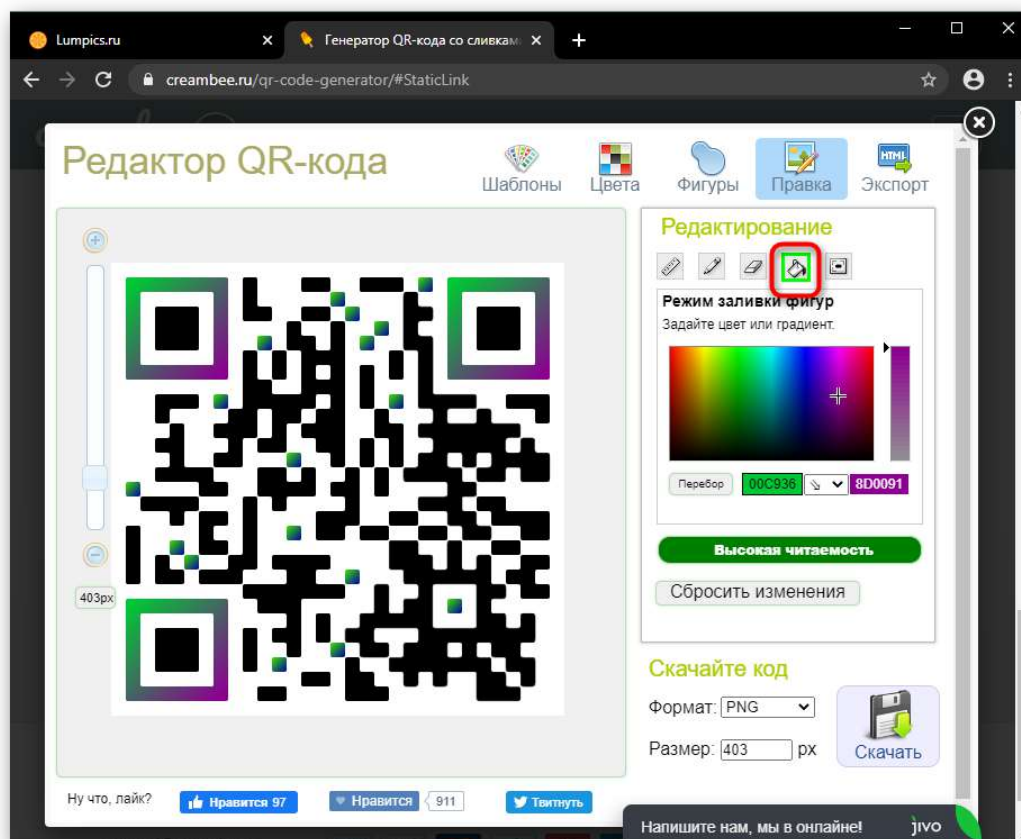 Lumpics.ru
Генератор QR-кода со сливкам
creambee.ru/qr-code-generator/#StaticLink
Редактор QR-кода
Шаблоны
Цвета
Фигуры
Правка
HTML
Экспорт
Редактирование
Режим заливки фигур
Задайте цвет или градиент.
Перебор
00C936
8D0091
Высокая читаемость
Сбросить изменения
403px
Скачайте код
Формат: PNG
Размер: 403 px
Скачать
Ну что, лайк?
Нравится 97
Нравится 911
Твитнуть
Напишите нам, мы в онлайне!
jivo